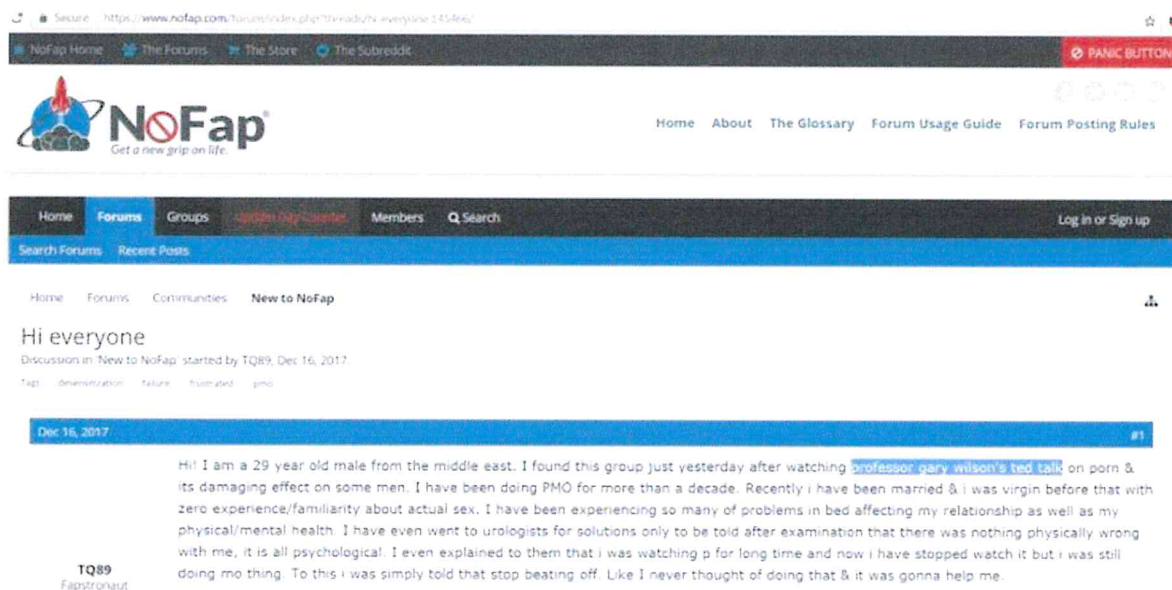 Secure https://www.nofap.com/forum/index.php?threads/hi-everyone.145466/
NoFap Home The Forums The Store The Subreddit PANIC BUTTON
NoFap®
Get a new grip on life.
Home About The Glossary Forum Usage Guide Forum Posting Rules
Home Forums Groups Update Day Counter Members Search Log in or Sign up
Search Forums Recent Posts
Home Forums Communities New to NoFap
Hi everyone
Discussion in 'New to NoFap' started by TQ89, Dec 16, 2017.
Tags: desensitization failure frustrated pmo
Dec 16, 2017 #1
Hi! I am a 29 year old male from the middle east. I found this group just yesterday after watching professor gary wilson's ted talk on porn &
its damaging effect on some men. I have been doing PMO for more than a decade. Recently i have been married & i was virgin before that with
zero experience/familiarity about actual sex. I have been experiencing so many of problems in bed affecting my relationship as well as my
physical/mental health. I have even went to urologists for solutions only to be told after examination that there was nothing physically wrong
with me, it is all psychological. I even explained to them that i was watching p for long time and now i have stopped watch it but i was still
doing mo thing. To this i was simply told that stop beating off. Like I never thought of doing that & it was gonna help me.
TQ89
Fapstronaut